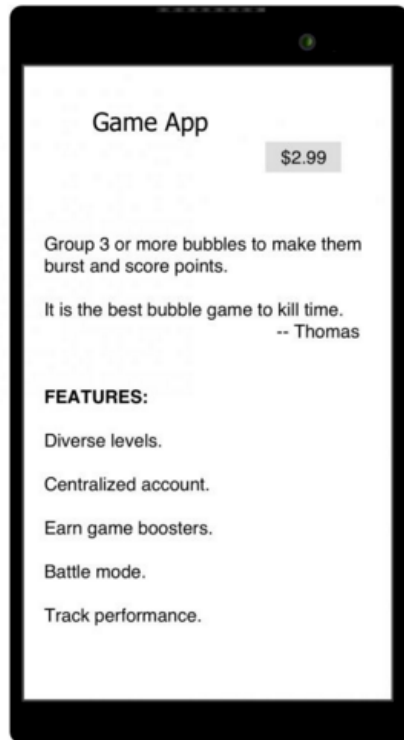 Game App
$2.99
Group 3 or more bubbles to make them
burst and score points.
It is the best bubble game to kill time.
-- Thomas
FEATURES:
Diverse levels.
Centralized account.
Earn game boosters.
Battle mode.
Track performance.